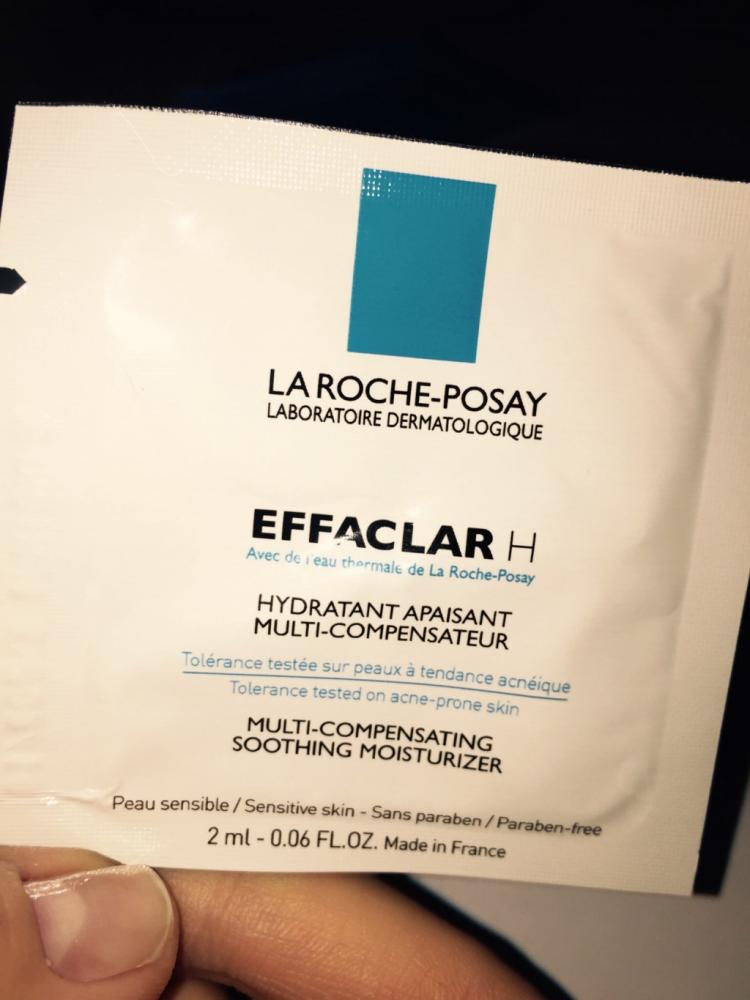 LA ROCHE-POSAY
LABORATOIRE DERMATOLOGIQUE
EFFACLAR H
Avec de l'eau thermale de La Roche-Posay
HYDRATANT APAISANT
MULTI-COMPENSATEUR
Tolérance testée sur peaux à tendance acnéique
Tolerance tested on acne-prone skin
MULTI-COMPENSATING
SOOTHING MOISTURIZER
Peau sensible / Sensitive skin - Sans paraben / Paraben-free
2 ml - 0.06 FL.OZ. Made in France